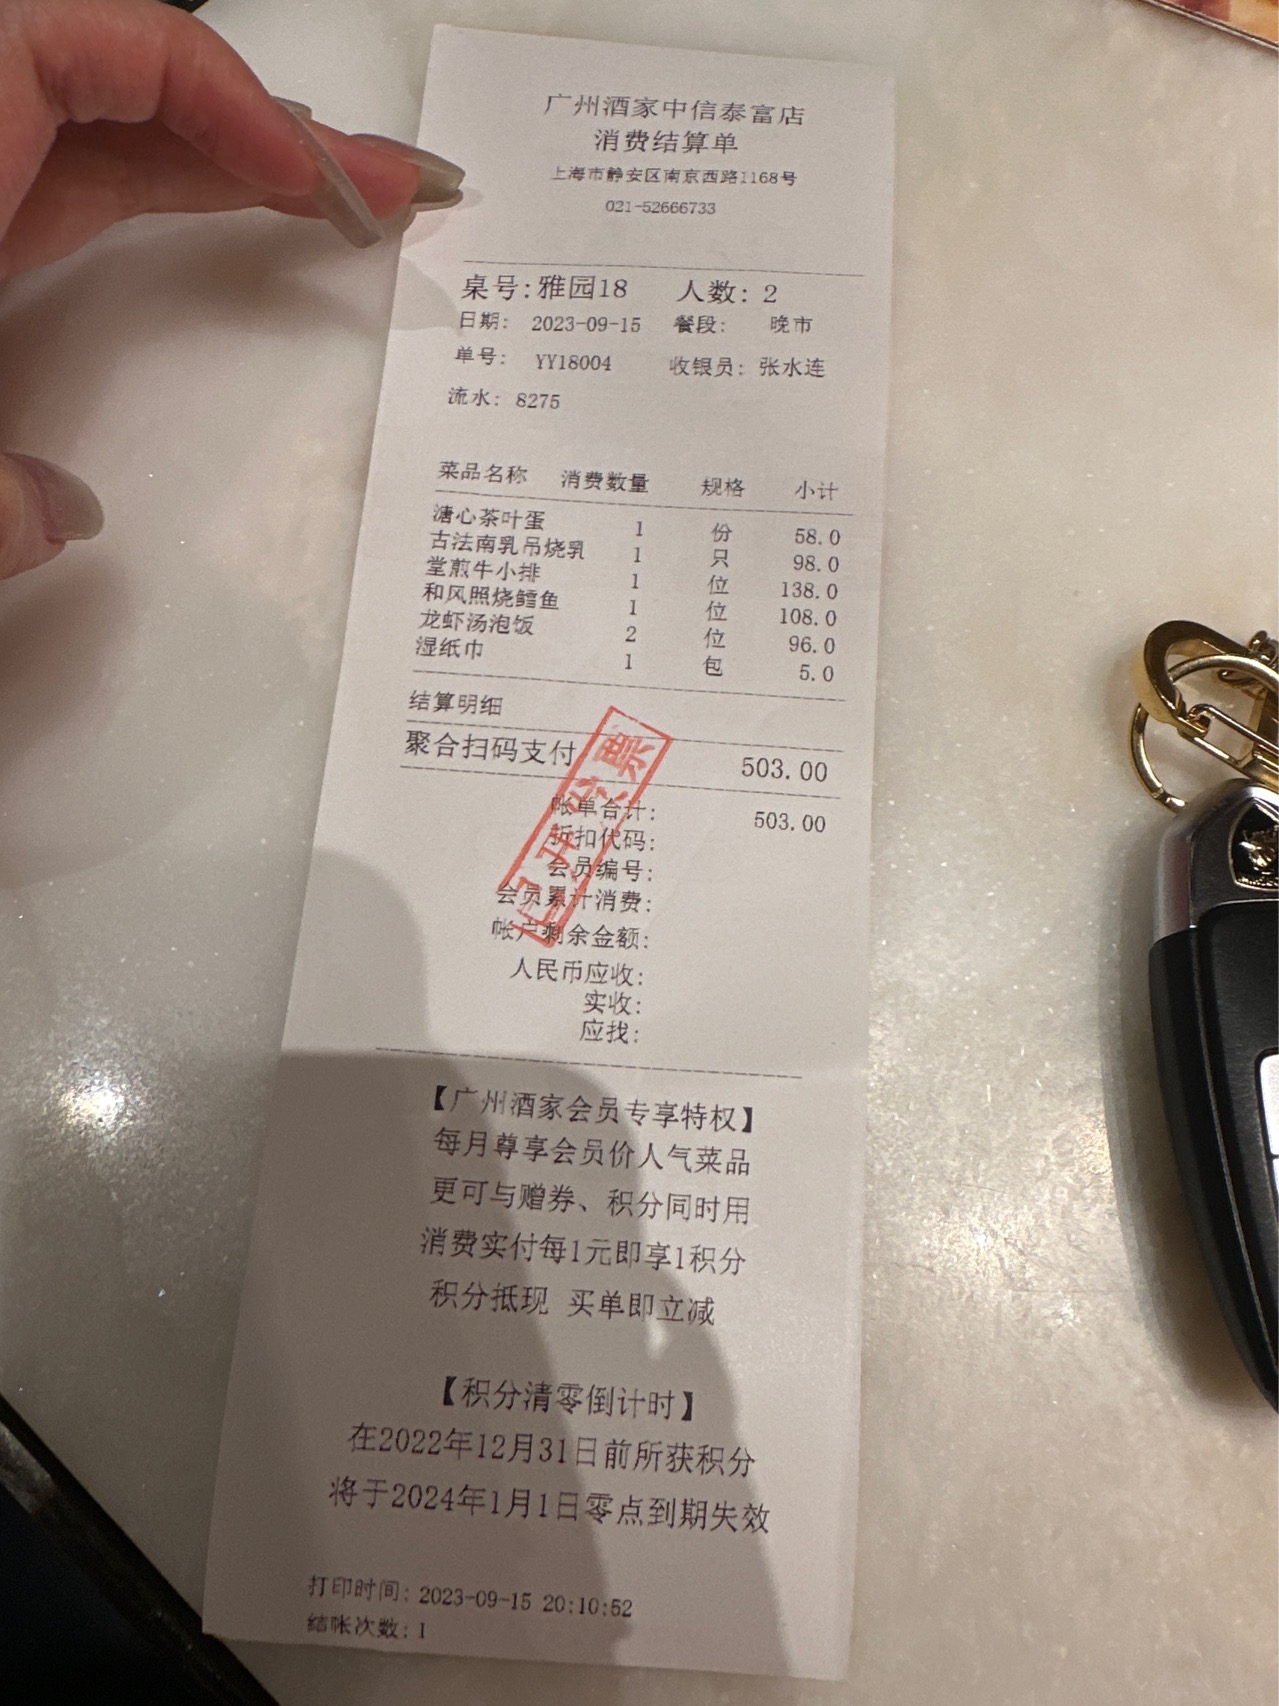 广州酒家中信泰富店
消费结算单
上海市静安区南京西路1168号
021-52666733
桌号:雅园18 人数: 2
日期: 2023-09-15 餐段: 晚市
单号: YY18004 收银员: 张水连
流水: 8275
菜品名称 消费数量 规格 小计
溏心茶叶蛋 1 份 58.0
古法南乳吊烧乳 1 只 98.0
堂煎牛小排 1 位 138.0
和风照烧鳕鱼 1 位 108.0
龙虾汤泡饭 2 位 96.0
湿纸巾 1 包 5.0
结算明细
聚合扫码支付 503.00
已开发票
帐单合计: 503.00
折扣代码:
会员编号:
会员累计消费:
帐户剩余金额:
人民币应收:
实收:
应找:
【广州酒家会员专享特权】
每月尊享会员价人气菜品
更可与赠券、积分同时用
消费实付每1元即享1积分
积分抵现 买单即立减
【积分清零倒计时】
在2022年12月31日前所获积分
将于2024年1月1日零点到期失效
打印时间: 2023-09-15 20:10:52
结帐次数: 1